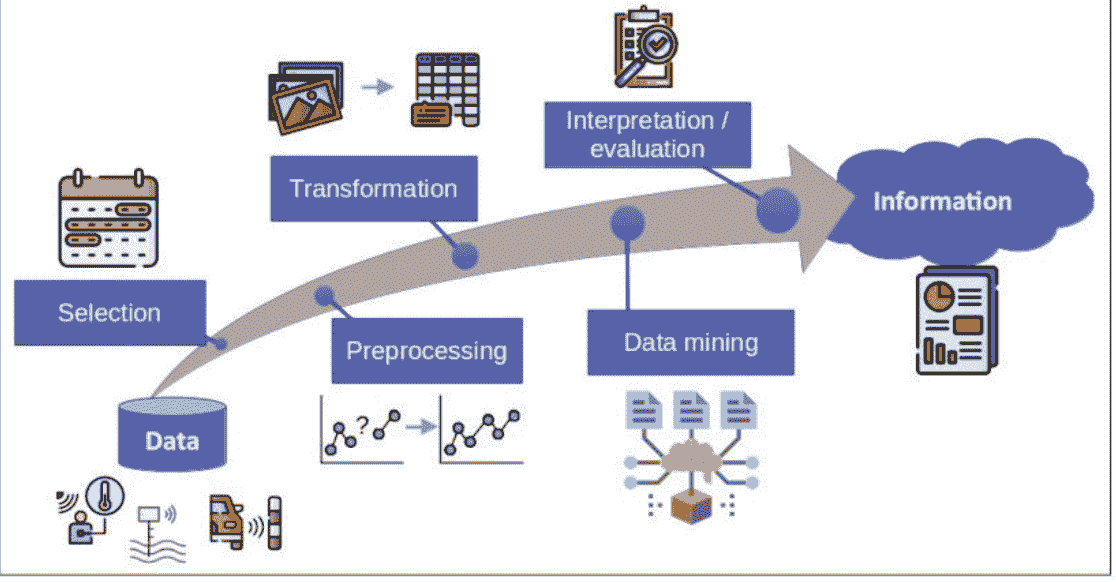 Data
Selection
Preprocessing
?
Transformation
Data mining
Interpretation /
evaluation
Information